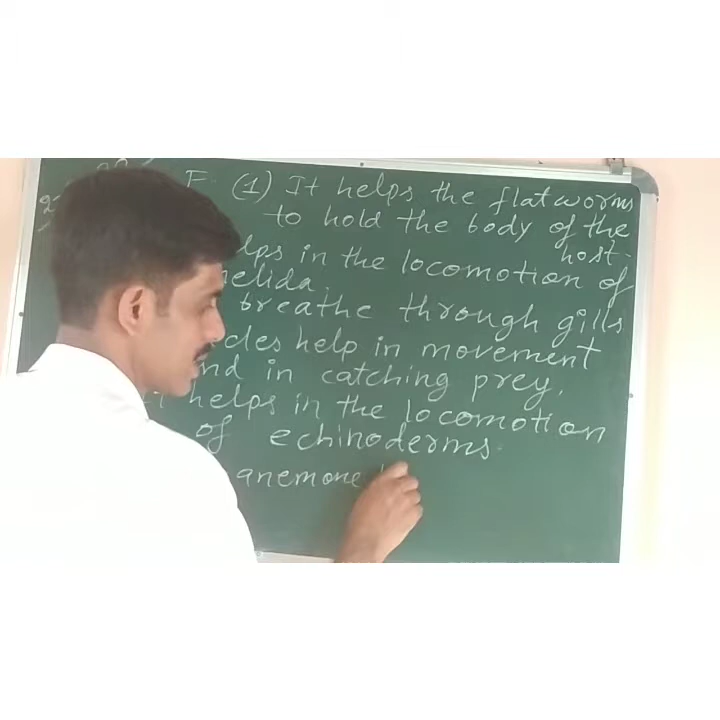 F. (1) It helps the flatworms
to hold the body of the
host.
lps in the locomotion of
elida.
breathe through gills
cles help in movement
nd in catching prey.
It helps in the locomotion
of echinoderms.
anemone